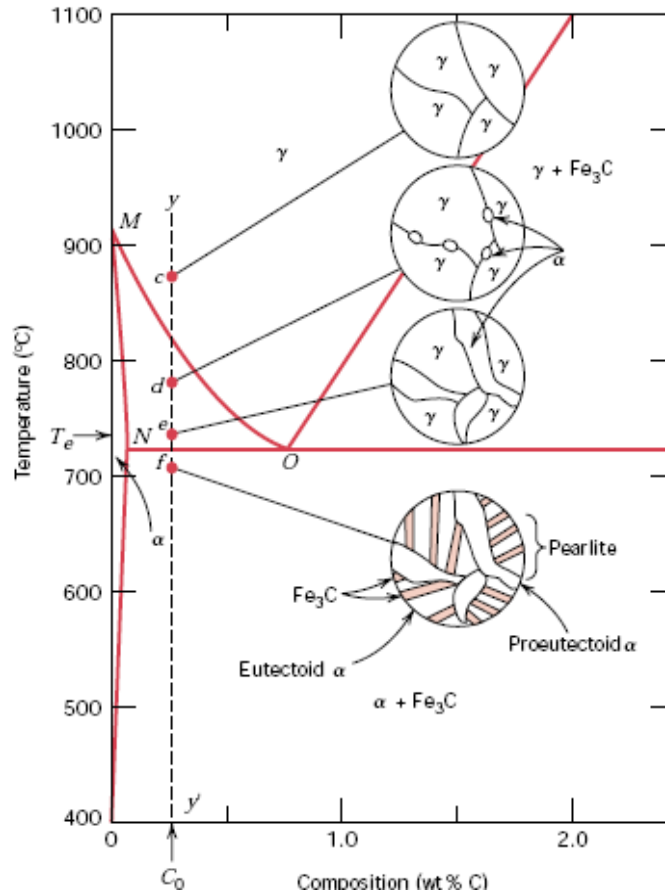 1100
γ
γ
γ
γ
1000
γ
γ + Fe₃C
y
γ
γ
M
900
c
γ
γ
α
800
γ
γ
d
γ
γ
e
Temperature (°C)
Tₑ
N
O
700
f
α
Pearlite
600
Fe₃C
Proeutectoid α
Eutectoid α
α + Fe₃C
500
y'
400
0
1.0
2.0
C₀
Composition (wt % C)